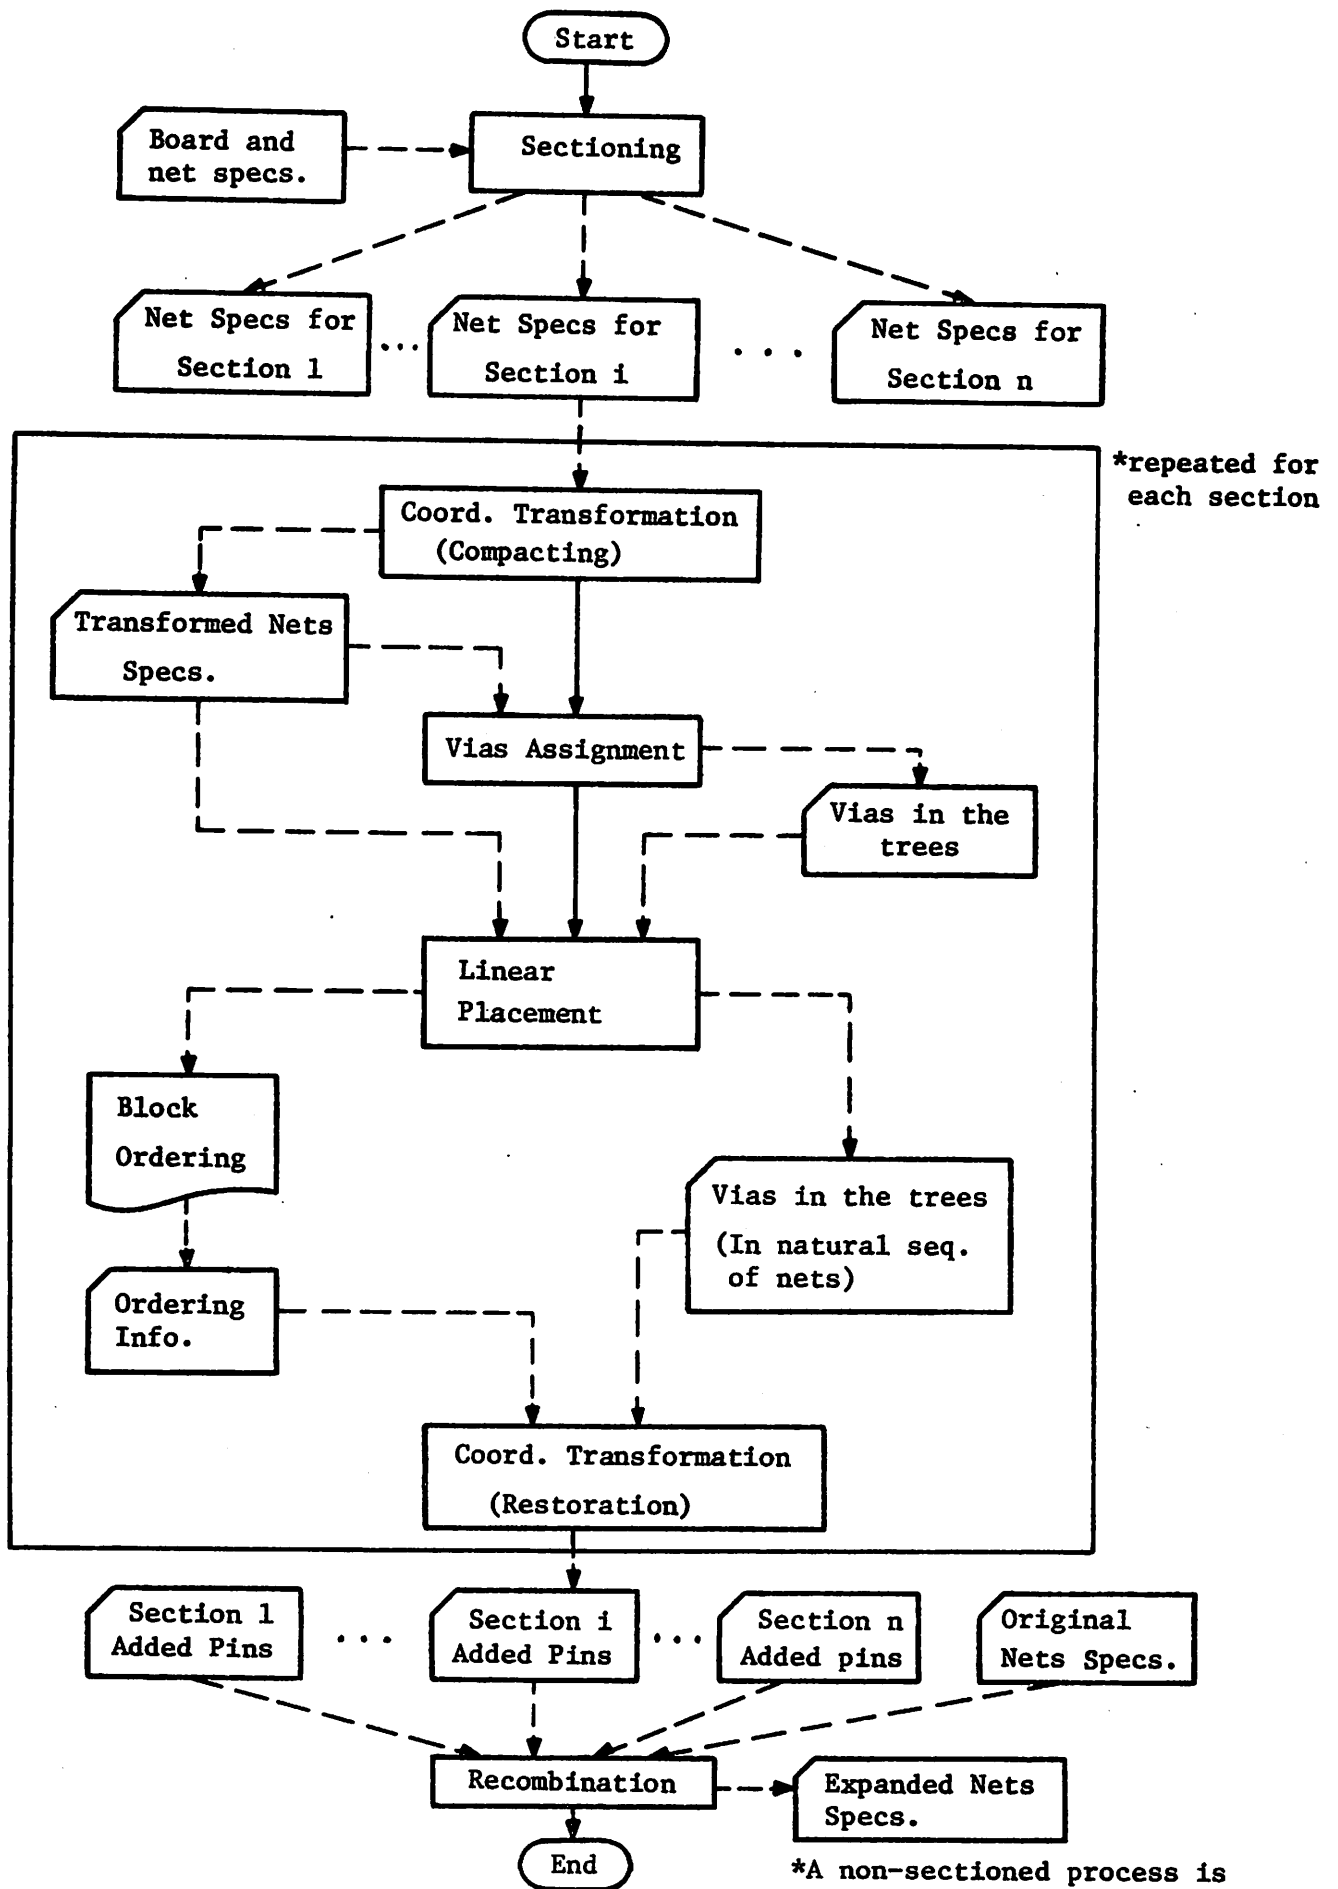 Start
Board and
net specs.
Sectioning
Net Specs for
Section 1
...
Net Specs for
Section i
...
Net Specs for
Section n
*repeated for
each section
Coord. Transformation
(Compacting)
Transformed Nets
Specs.
Vias Assignment
Vias in the
trees
Linear
Placement
Block
Ordering
Vias in the trees
(In natural seq.
of nets)
Ordering
Info.
Coord. Transformation
(Restoration)
Section 1
Added Pins
...
Section i
Added Pins
...
Section n
Added pins
Original
Nets Specs.
Recombination
Expanded Nets
Specs.
End
*A non-sectioned process is